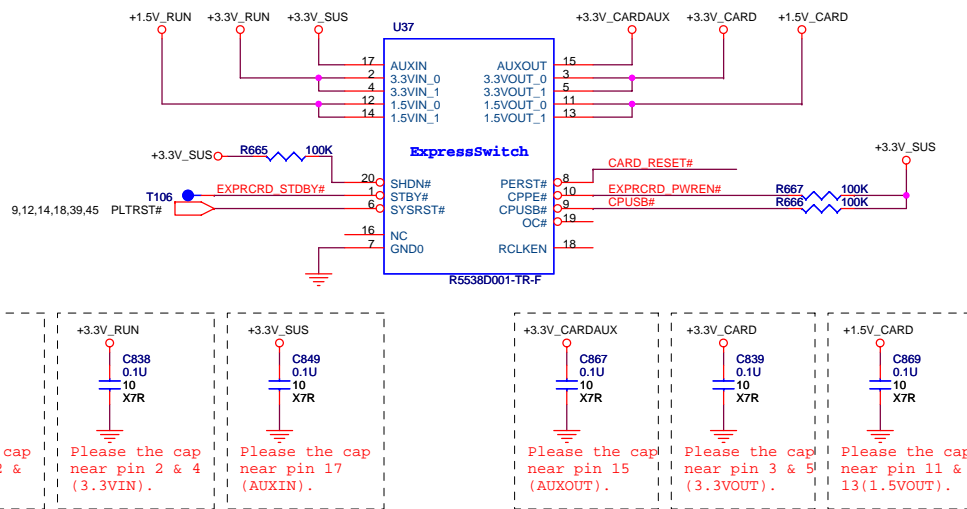 +1.5V_RUN +3.3V_RUN +3.3V_SUS
U37
+3.3V_CARDAUX +3.3V_CARD +1.5V_CARD
17 AUXIN AUXOUT 15
2 3.3VIN_0 3.3VOUT_0 3
4 3.3VIN_1 3.3VOUT_1 5
12 1.5VIN_0 1.5VOUT_0 11
14 1.5VIN_1 1.5VOUT_1 13
ExpressSwitch
+3.3V_SUS R665 100K
CARD_RESET#
+3.3V_SUS
20 SHDN# PERST# 8
T106 EXPRCRD_STDBY# 1 STBY# CPPE# 10 EXPRCRD_PWREN# R667 100K
9,12,14,18,39,45 PLTRST# 6 SYSRST# CPUSB# 9 CPUSB# R666 100K
OC# 19
16 NC
7 GND0 RCLKEN 18
R5538D001-TR-F
+3.3V_RUN
C838
0.1U
10
X7R
Please the cap
near pin 2 & 4
(3.3VIN).
+3.3V_SUS
C849
0.1U
10
X7R
Please the cap
near pin 17
(AUXIN).
+3.3V_CARDAUX
C867
0.1U
10
X7R
Please the cap
near pin 15
(AUXOUT).
+3.3V_CARD
C839
0.1U
10
X7R
Please the cap
near pin 3 & 5
(3.3VOUT).
+1.5V_CARD
C869
0.1U
10
X7R
Please the cap
near pin 11 &
13(1.5VOUT).
cap
&